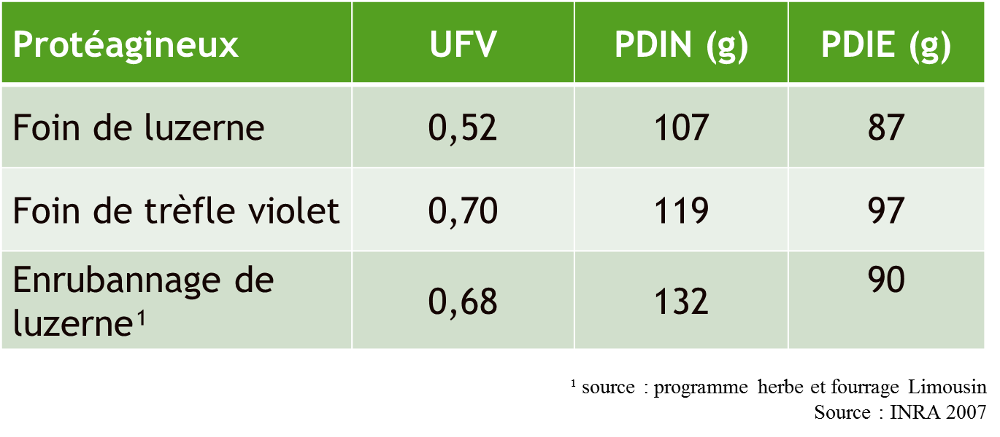 Protéagineux UFV PDIN (g) PDIE (g)
Foin de luzerne 0,52 107 87
Foin de trèfle violet 0,70 119 97
Enrubannage de
luzerne¹ 0,68 132 90
¹ source : programme herbe et fourrage Limousin
Source : INRA 2007